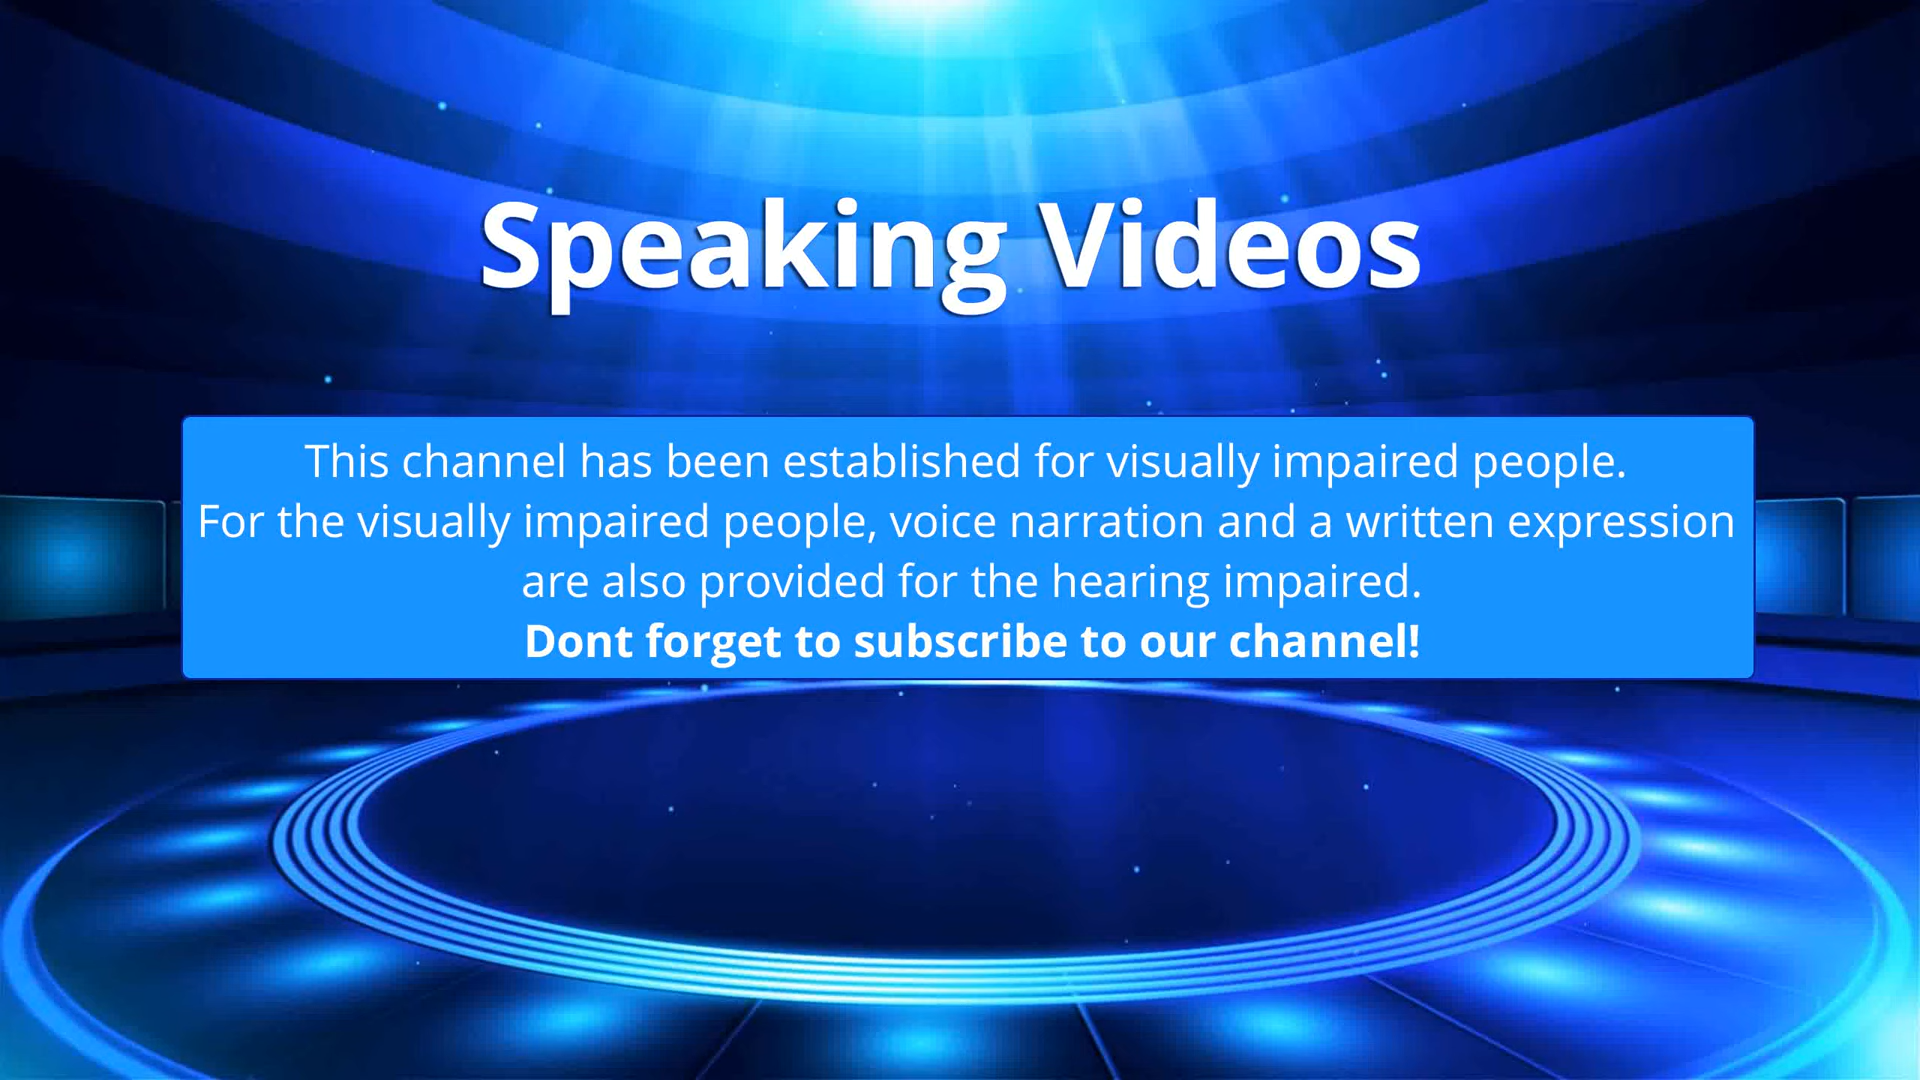 Speaking Videos
This channel has been established for visually impaired people.
For the visually impaired people, voice narration and a written expression
are also provided for the hearing impaired.
Dont forget to subscribe to our channel!